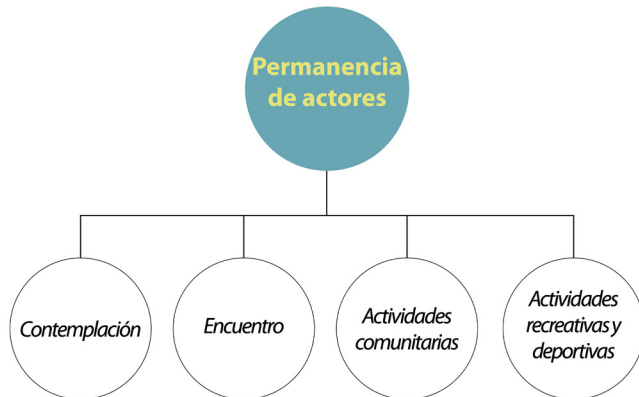 Permanencia
de actores
Contemplación
Encuentro
Actividades
comunitarias
Actividades
recreativas y
deportivas